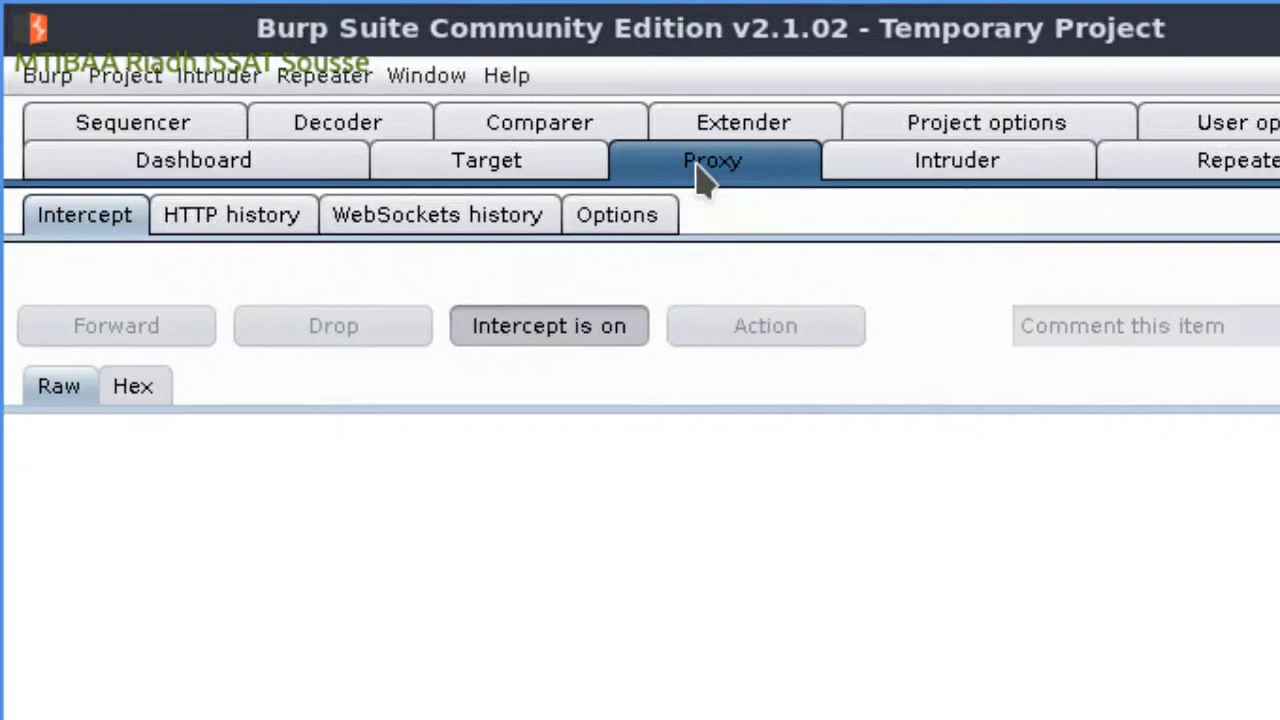 Burp Suite Community Edition v2.1.02 - Temporary Project
MTIBAA Riadh ISSAT Sousse
Burp Project Intruder Repeater Window Help
Sequencer Decoder Comparer Extender Project options User op
Dashboard Target Proxy Intruder Repeate
Intercept HTTP history WebSockets history Options
Forward Drop Intercept is on Action Comment this item
Raw Hex